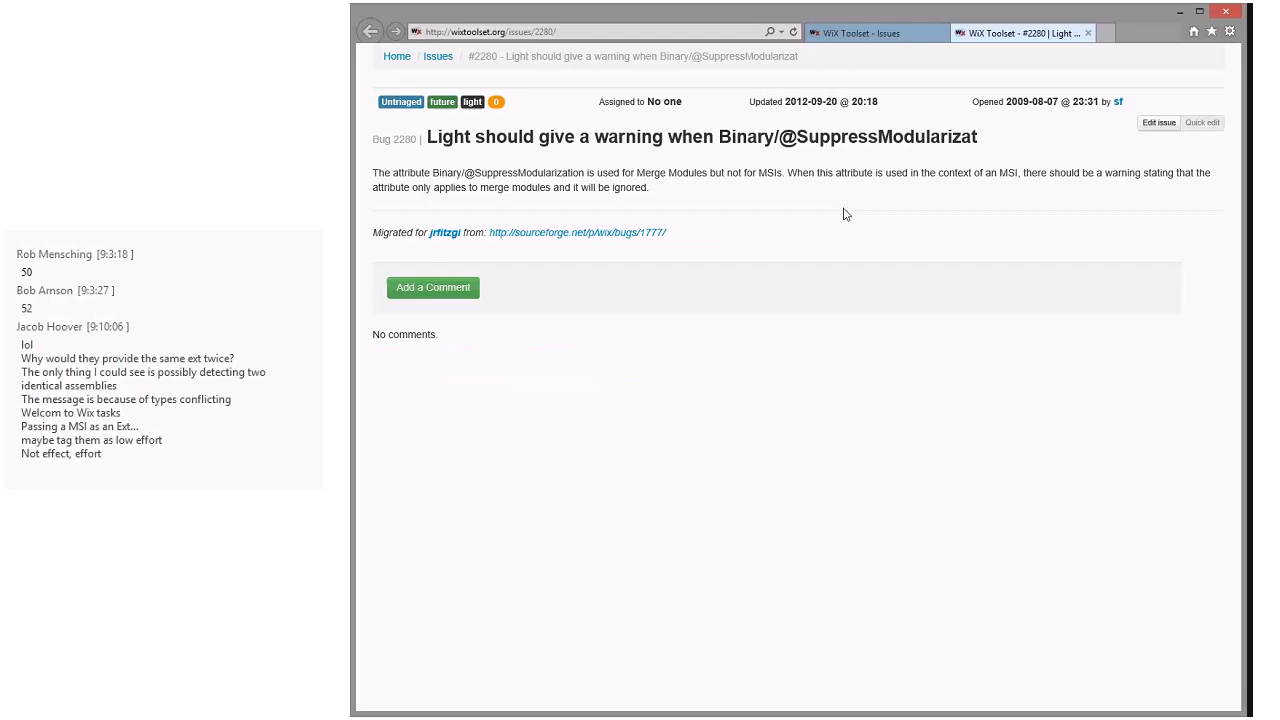 http://wixtoolset.org/issues/2280/
WiX Toolset - Issues
WiX Toolset - #2280 | Light ...
Home / Issues / #2280 - Light should give a warning when Binary/@SuppressModularizat
Untriaged future light 0
Assigned to No one
Updated 2012-09-20 @ 20:18
Opened 2009-08-07 @ 23:31 by sf
Edit issue Quick edit
Bug 2280 | Light should give a warning when Binary/@SuppressModularizat
The attribute Binary/@SuppressModularization is used for Merge Modules but not for MSIs. When this attribute is used in the context of an MSI, there should be a warning stating that the
attribute only applies to merge modules and it will be ignored.
Migrated for jrfitzgi from: http://sourceforge.net/p/wix/bugs/1777/
Add a Comment
No comments.
Rob Mensching [9:3:18 ]
50
Bob Arnson [9:3:27 ]
52
Jacob Hoover [9:10:06 ]
lol
Why would they provide the same ext twice?
The only thing I could see is possibly detecting two
identical assemblies
The message is because of types conflicting
Welcom to Wix tasks
Passing a MSI as an Ext...
maybe tag them as low effort
Not effect, effort